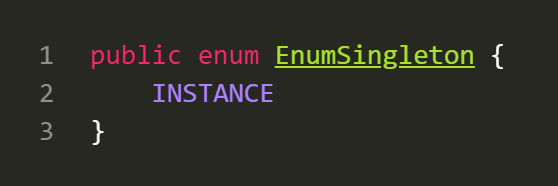 1 public enum EnumSingleton {
2     INSTANCE
3 }